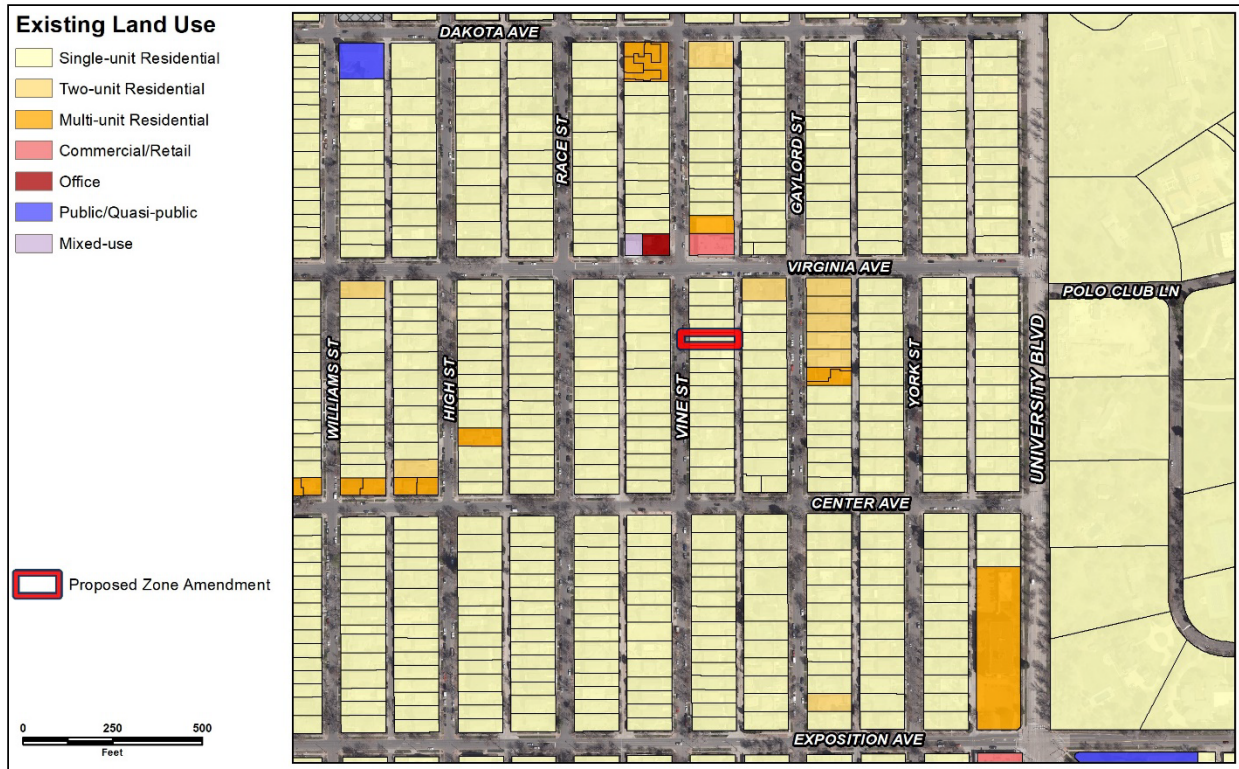 Existing Land Use
Single-unit Residential
Two-unit Residential
Multi-unit Residential
Commercial/Retail
Office
Public/Quasi-public
Mixed-use
Proposed Zone Amendment
0 250 500
Feet
DAKOTA AVE
RACE ST
GAYLORD ST
VIRGINIA AVE
POLO CLUB LN
WILLIAMS ST
HIGH ST
VINE ST
YORK ST
UNIVERSITY BLVD
CENTER AVE
EXPOSITION AVE